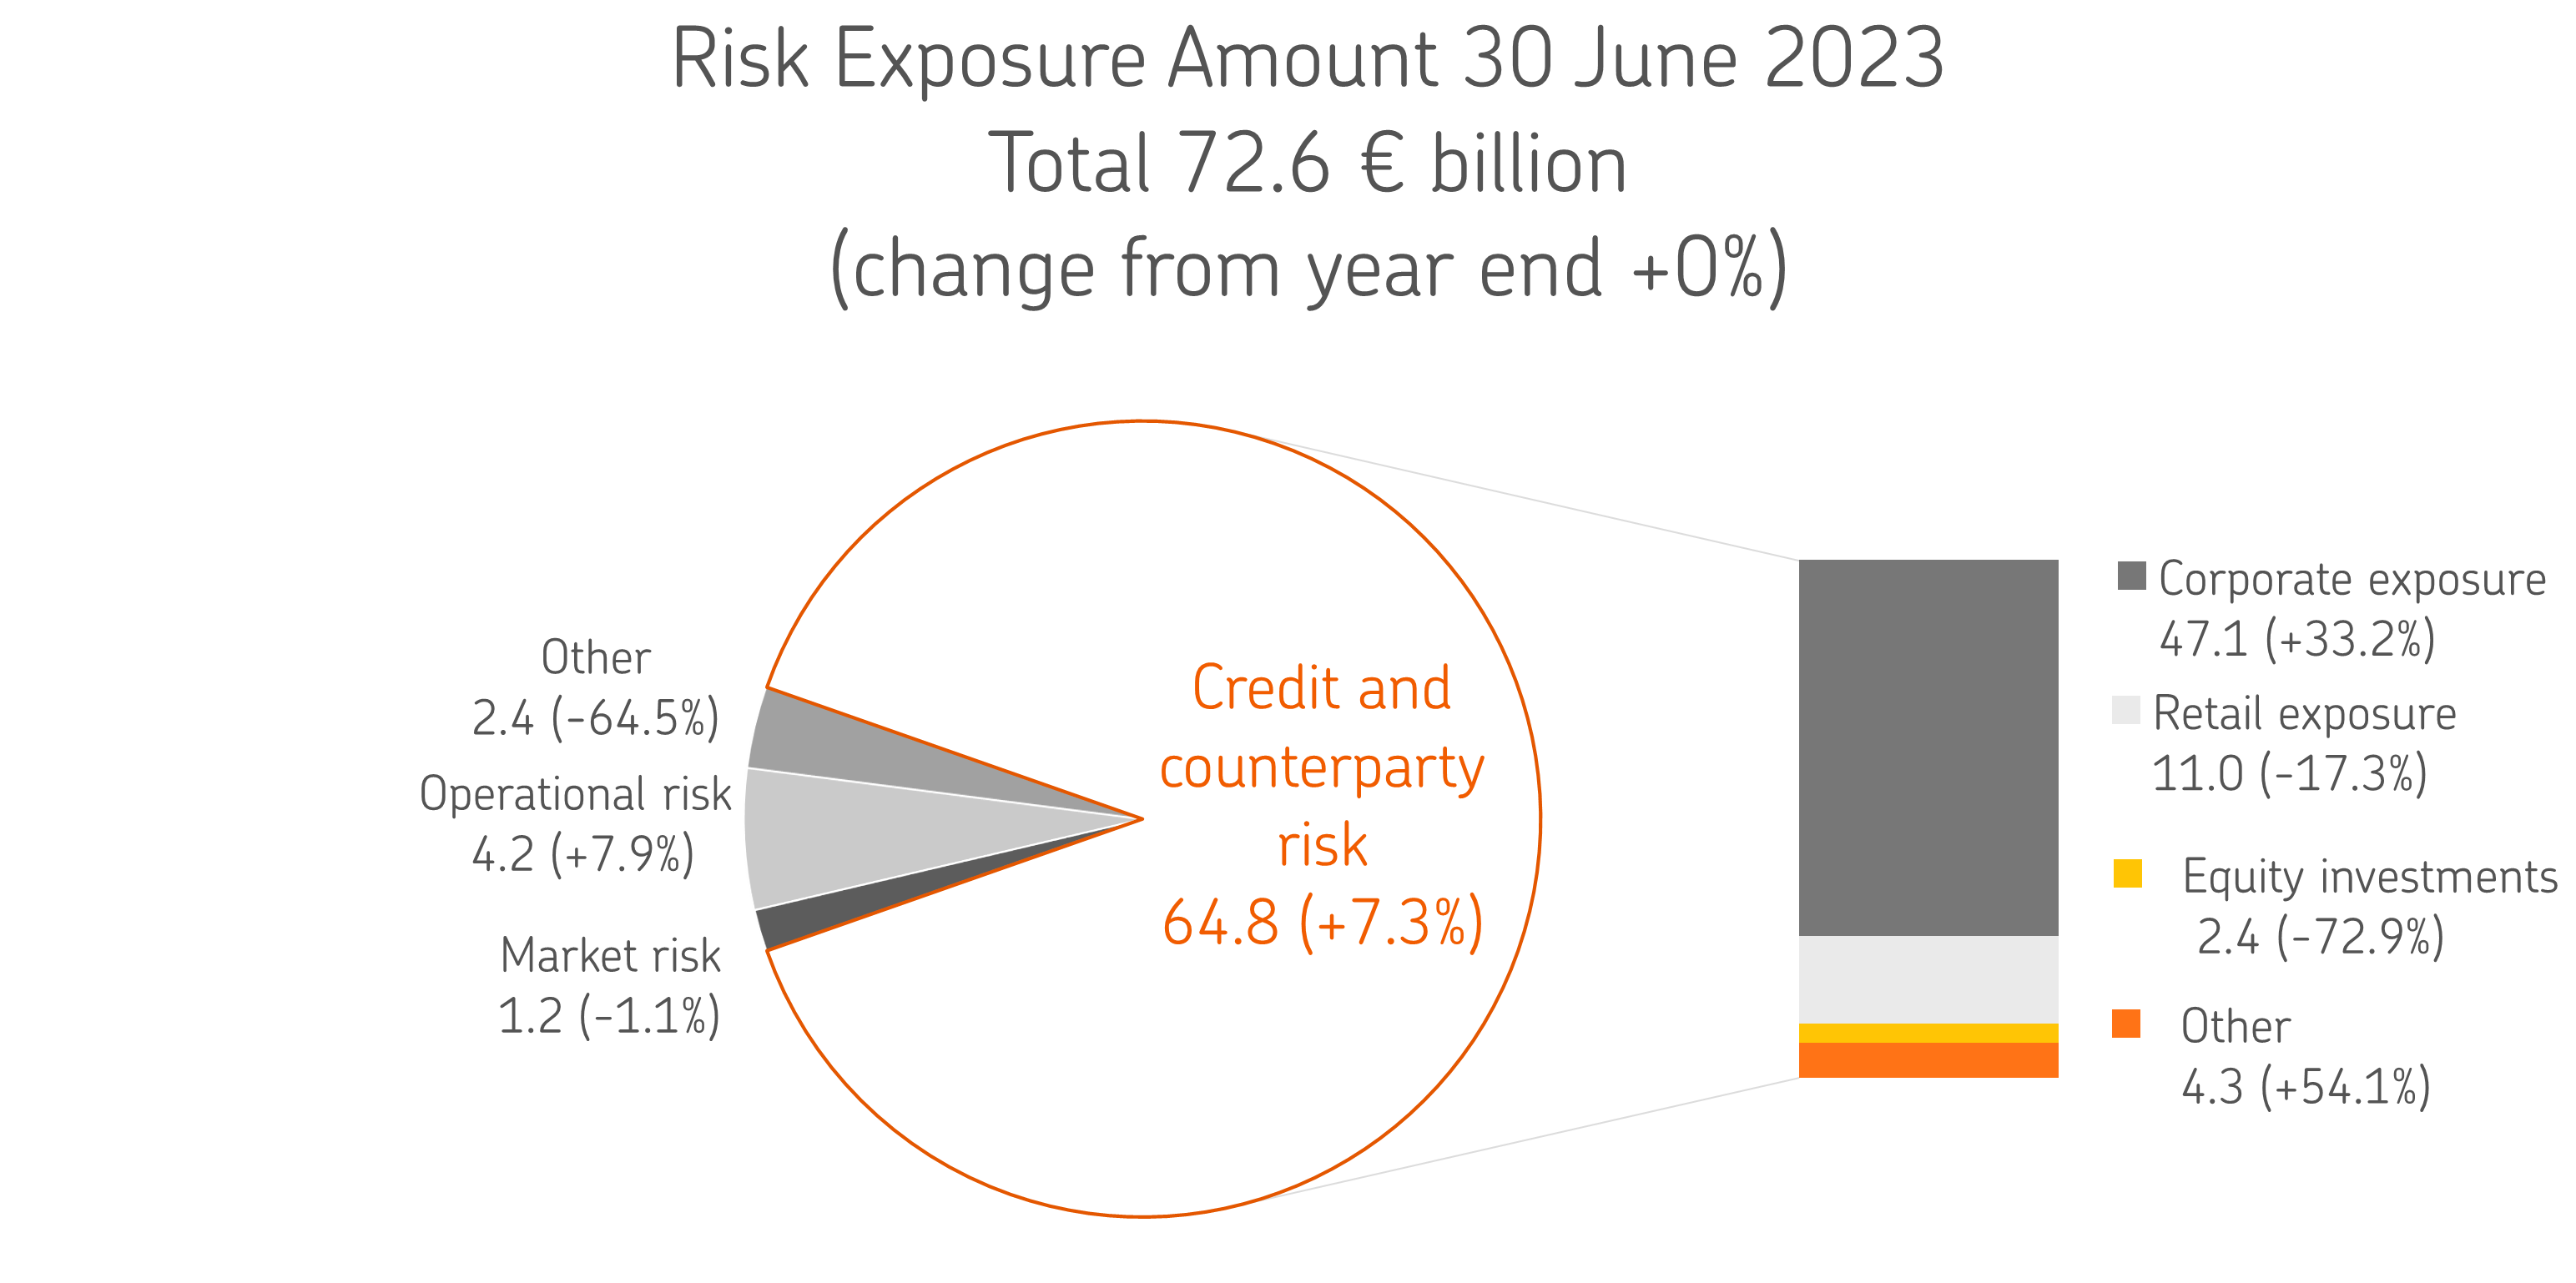 Risk Exposure Amount 30 June 2023
Total 72.6 € billion
(change from year end +0%)
Other
2.4 (-64.5%)
Operational risk
4.2 (+7.9%)
Market risk
1.2 (-1.1%)
Credit and
counterparty
risk
64.8 (+7.3%)
Corporate exposure
47.1 (+33.2%)
Retail exposure
11.0 (-17.3%)
Equity investments
2.4 (-72.9%)
Other
4.3 (+54.1%)